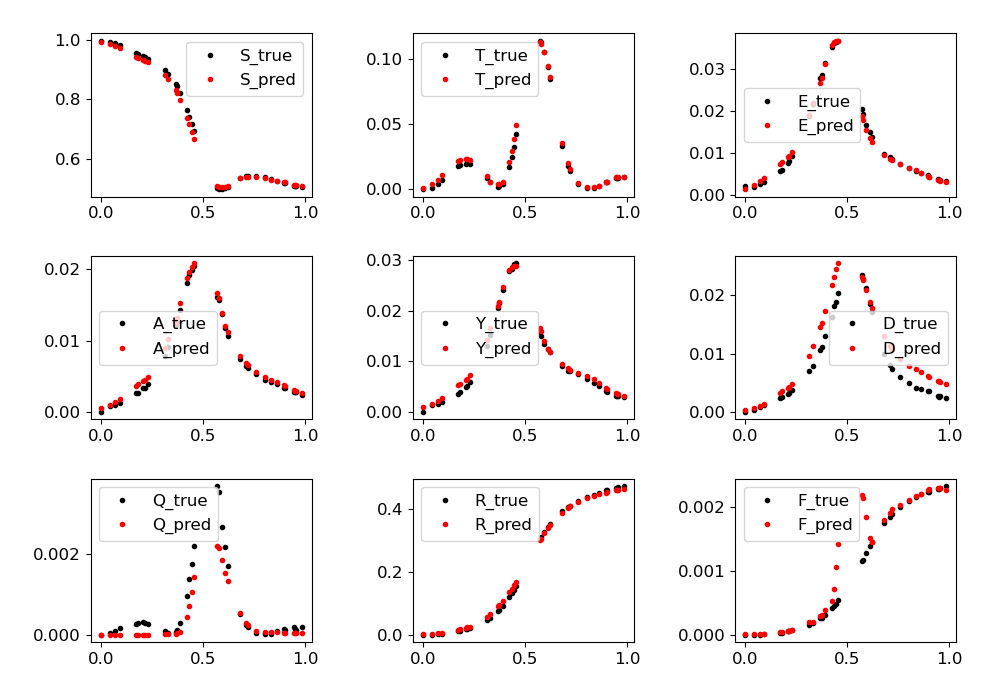 1.0
0.8
0.6
0.0 0.5 1.0
S_true
S_pred
0.10
0.05
0.00
0.0 0.5 1.0
T_true
T_pred
0.03
0.02
0.01
0.00
0.0 0.5 1.0
E_true
E_pred
0.02
0.01
0.00
0.0 0.5 1.0
A_true
A_pred
0.03
0.02
0.01
0.00
0.0 0.5 1.0
Y_true
Y_pred
0.02
0.01
0.00
0.0 0.5 1.0
D_true
D_pred
0.002
0.000
0.0 0.5 1.0
Q_true
Q_pred
0.4
0.2
0.0
0.0 0.5 1.0
R_true
R_pred
0.002
0.001
0.000
0.0 0.5 1.0
F_true
F_pred